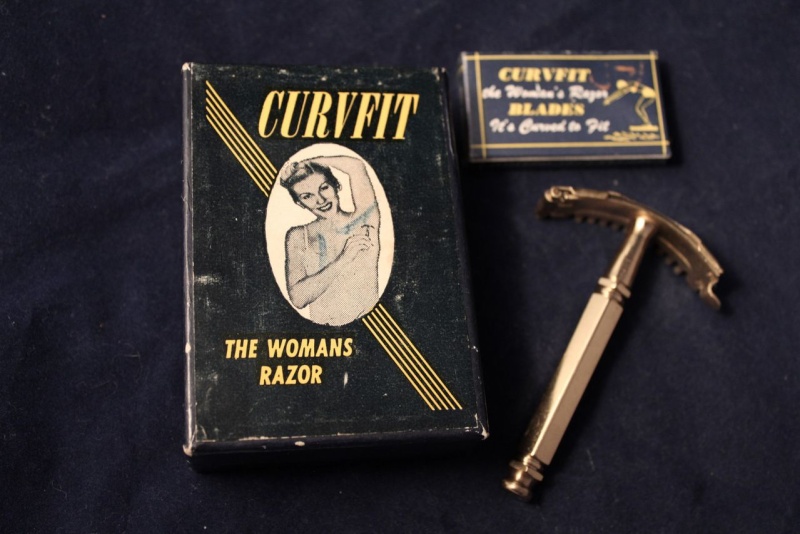 CURVFIT
THE WOMANS
RAZOR
CURVFIT
the Woman's Razor
BLADES
It's Curved to Fit